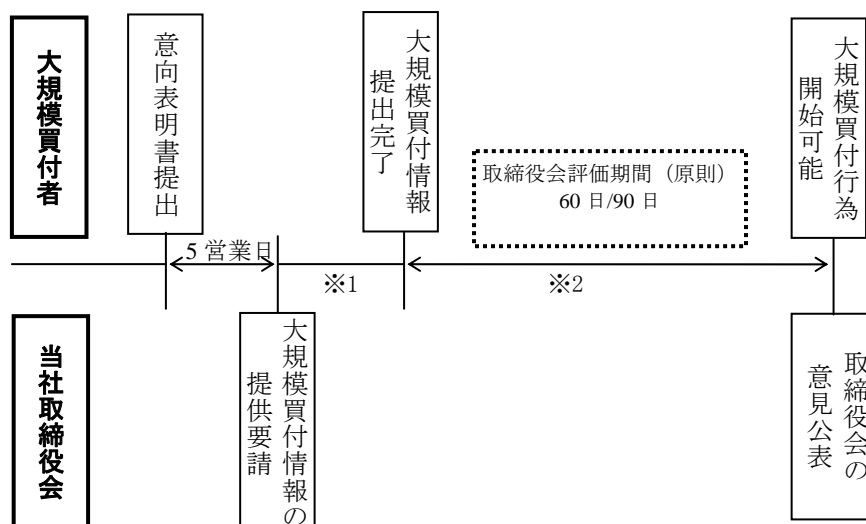 大規模買付者
意向表明書提出
大規模買付情報
提出完了
取締役会評価期間（原則）
60 日/90 日
大規模買付行為
開始可能
5 営業日
※1
※2
当社取締役会
大規模買付情報の
提供要請
取締役会の
意見公表